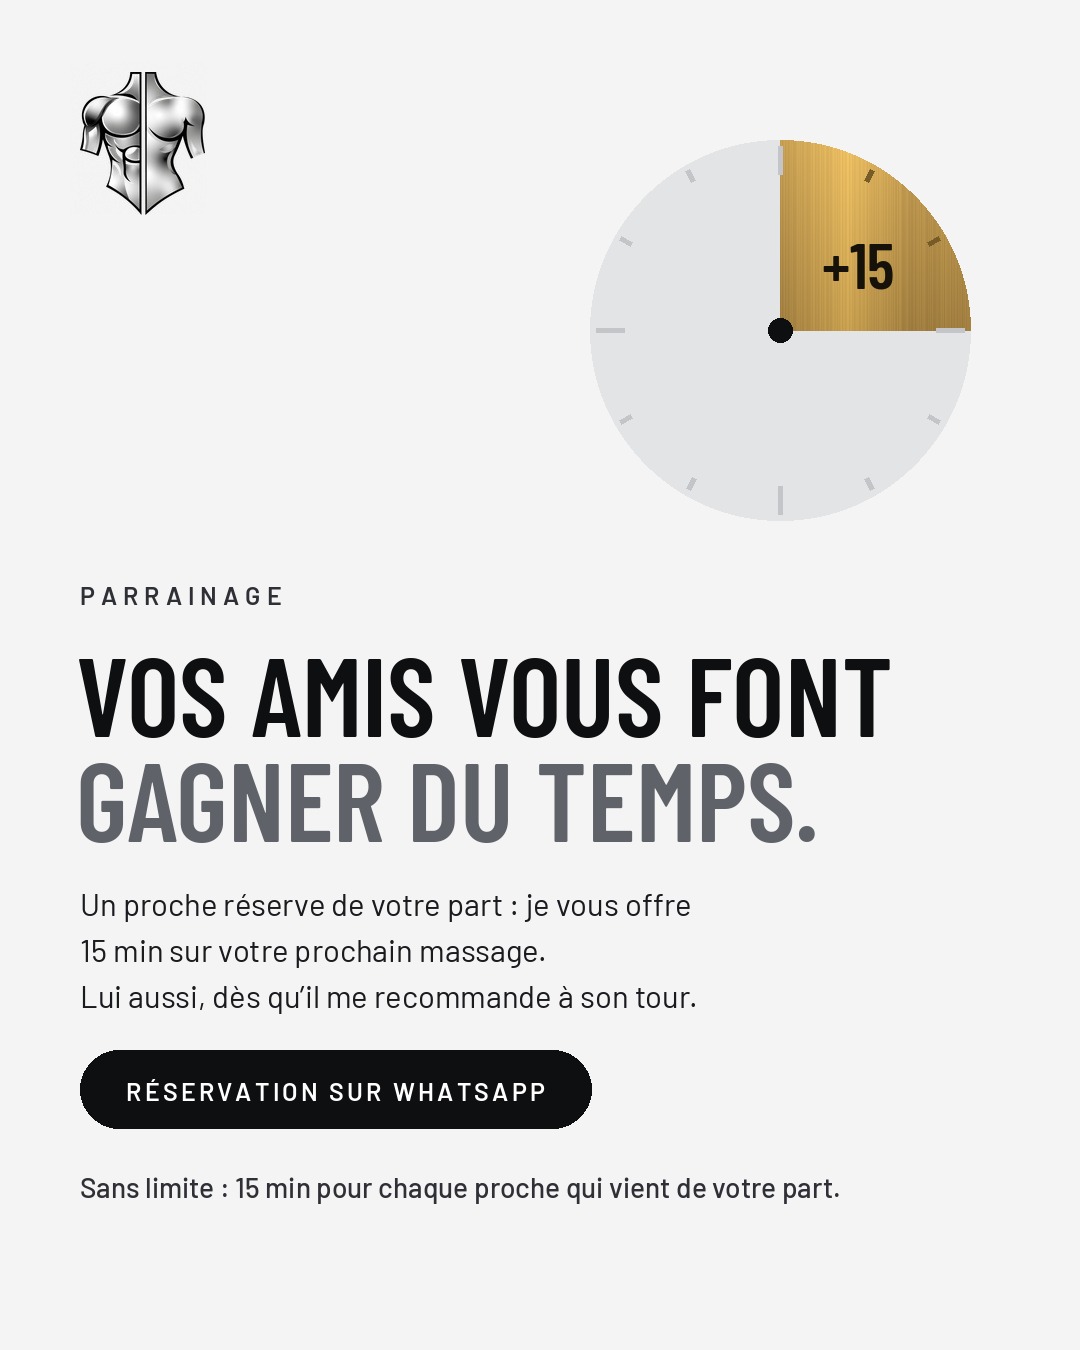 +15
PARRAINAGE
VOS AMIS VOUS FONT
GAGNER DU TEMPS.
Un proche réserve de votre part : je vous offre
15 min sur votre prochain massage.
Lui aussi, dès qu’il me recommande à son tour.
RÉSERVATION SUR WHATSAPP
Sans limite : 15 min pour chaque proche qui vient de votre part.